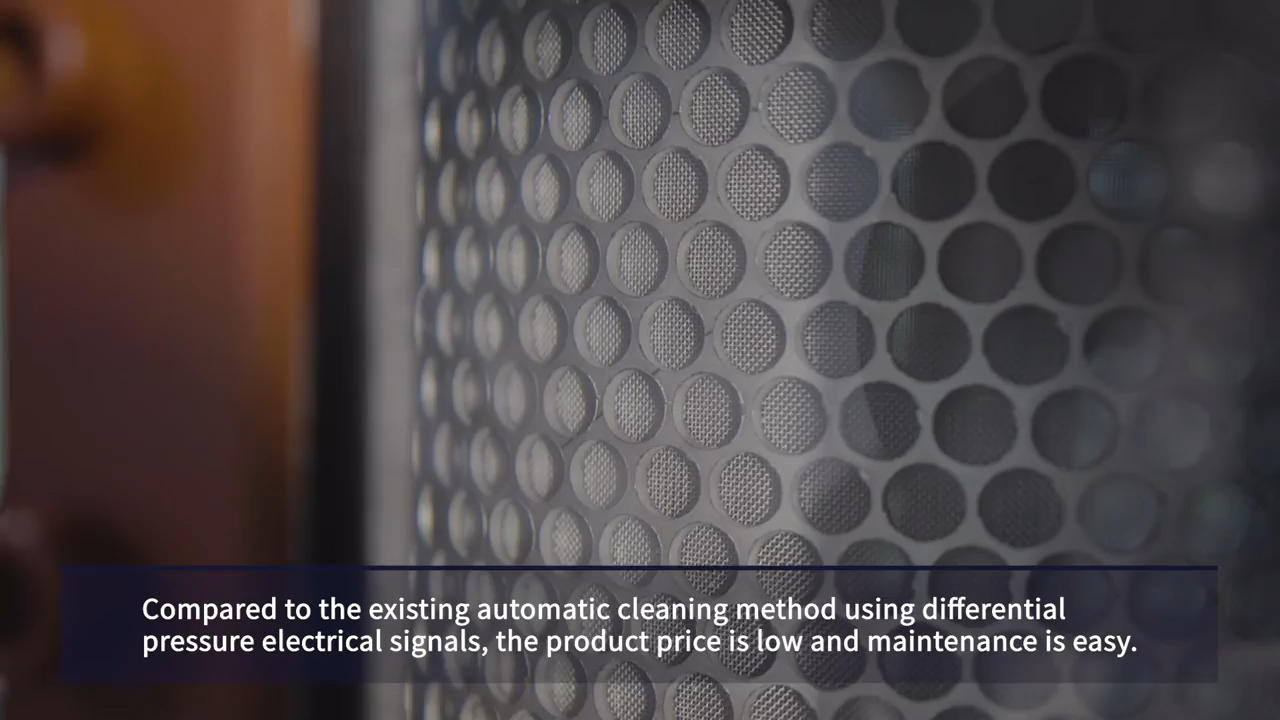 Compared to the existing automatic cleaning method using differential
pressure electrical signals, the product price is low and maintenance is easy.